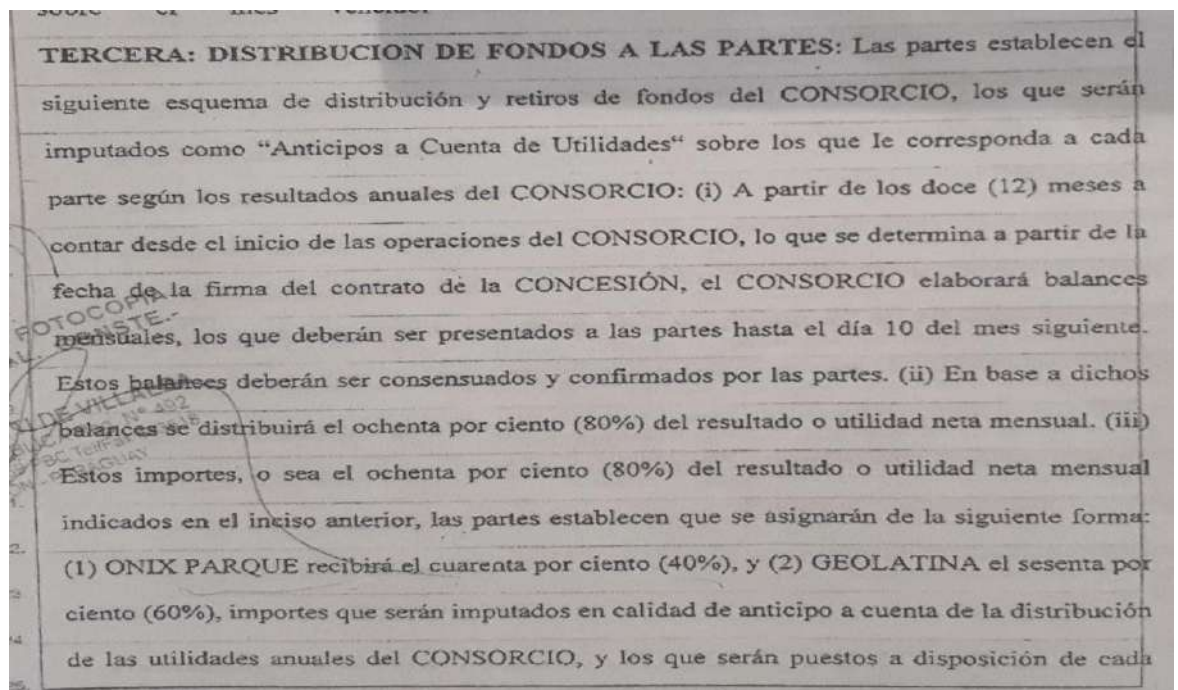 TERCERA: DISTRIBUCION DE FONDOS A LAS PARTES: Las partes establecen el
siguiente esquema de distribución y retiros de fondos del CONSORCIO, los que serán
imputados como “Anticipos a Cuenta de Utilidades“ sobre los que le corresponda a cada
parte según los resultados anuales del CONSORCIO: (i) A partir de los doce (12) meses a
contar desde el inicio de las operaciones del CONSORCIO, lo que se determina a partir de la
fecha de la firma del contrato de la CONCESIÓN, el CONSORCIO elaborará balances
mensuales, los que deberán ser presentados a las partes hasta el día 10 del mes siguiente.
Estos balances deberán ser consensuados y confirmados por las partes. (ii) En base a dichos
balances se distribuirá el ochenta por ciento (80%) del resultado o utilidad neta mensual. (iii)
Estos importes, o sea el ochenta por ciento (80%) del resultado o utilidad neta mensual
indicados en el inciso anterior, las partes establecen que se asignarán de la siguiente forma:
(1) ONIX PARQUE recibirá el cuarenta por ciento (40%), y (2) GEOLATINA el sesenta por
ciento (60%), importes que serán imputados en calidad de anticipo a cuenta de la distribución
de las utilidades anuales del CONSORCIO, y los que serán puestos a disposición de cada
FOTOCOPIA
N° 492